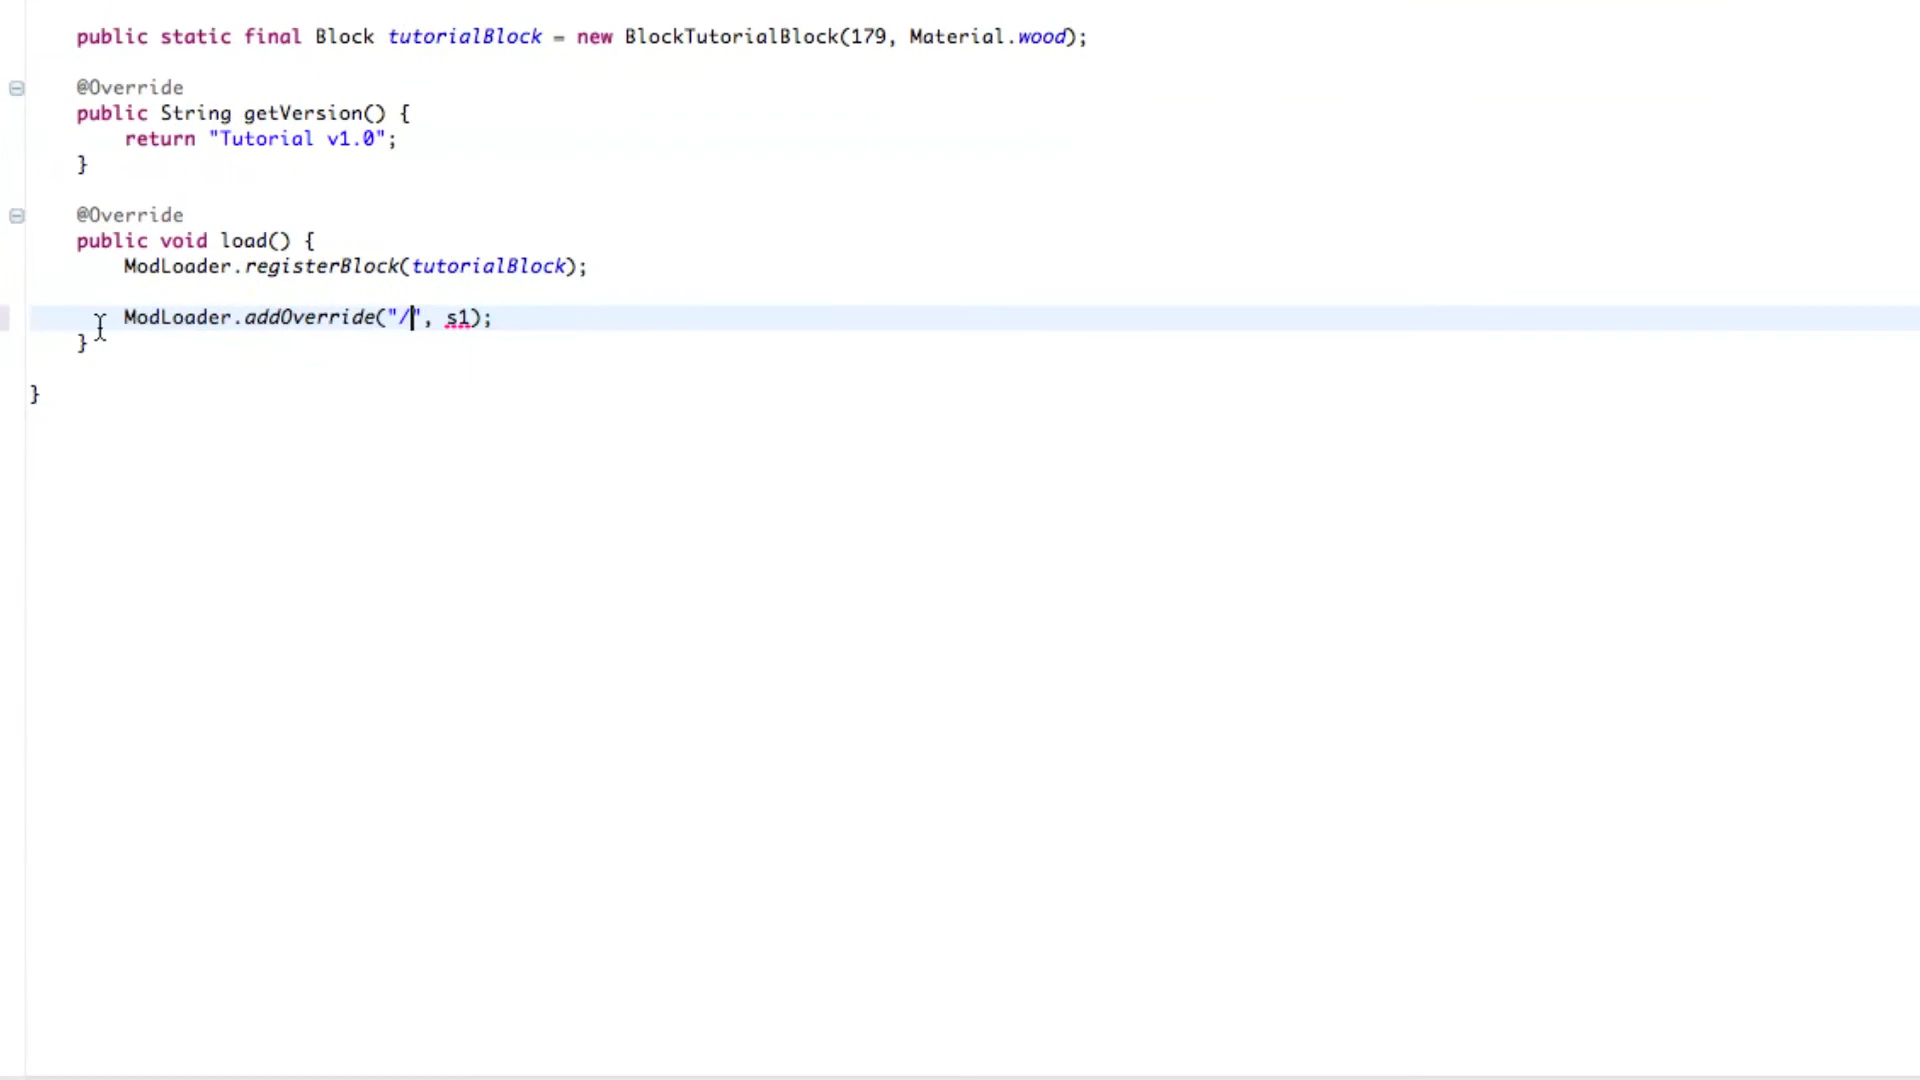 public static final Block tutorialBlock = new BlockTutorialBlock(179, Material.wood);
@Override
public String getVersion() {
return "Tutorial v1.0";
}
@Override
public void load() {
ModLoader.registerBlock(tutorialBlock);
ModLoader.addOverride("/", s1);
}
}